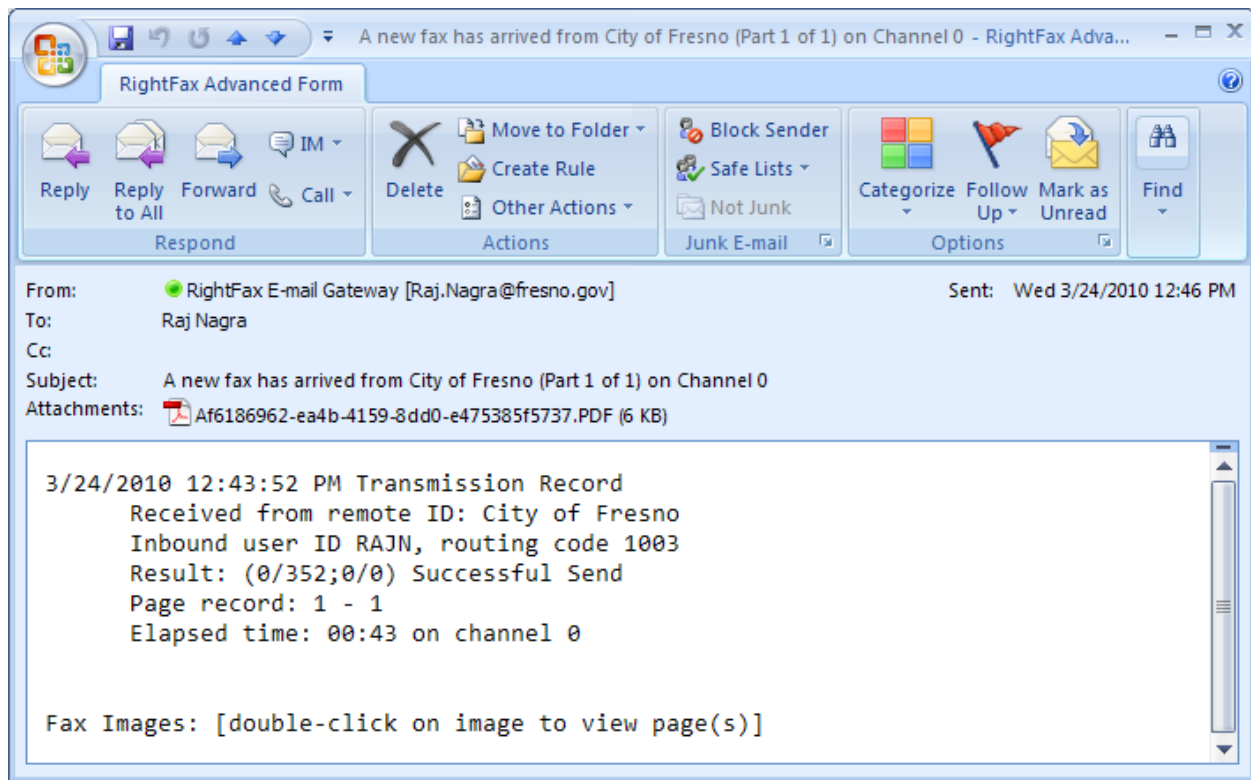 A new fax has arrived from City of Fresno (Part 1 of 1) on Channel 0 - RightFax Adva...
RightFax Advanced Form
Reply
Reply to All
Forward
IM
Call
Respond
Delete
Move to Folder
Create Rule
Other Actions
Actions
Block Sender
Safe Lists
Not Junk
Junk E-mail
Categorize
Follow Up
Mark as Unread
Options
Find
From: RightFax E-mail Gateway [Raj.Nagra@fresno.gov] Sent: Wed 3/24/2010 12:46 PM
To: Raj Nagra
Cc:
Subject: A new fax has arrived from City of Fresno (Part 1 of 1) on Channel 0
Attachments: Af6186962-ea4b-4159-8dd0-e475385f5737.PDF (6 KB)
3/24/2010 12:43:52 PM Transmission Record
Received from remote ID: City of Fresno
Inbound user ID RAJN, routing code 1003
Result: (0/352;0/0) Successful Send
Page record: 1 - 1
Elapsed time: 00:43 on channel 0
Fax Images: [double-click on image to view page(s)]